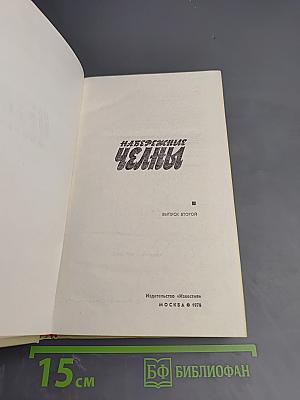 НАБЕРЕЖНЫЕ
ЧЕЛНЫ
ВЫПУСК ВТОРОЙ
Издательство «Известия»
МОСКВА ● 1978
15 см
БФ БИБЛИОФАН